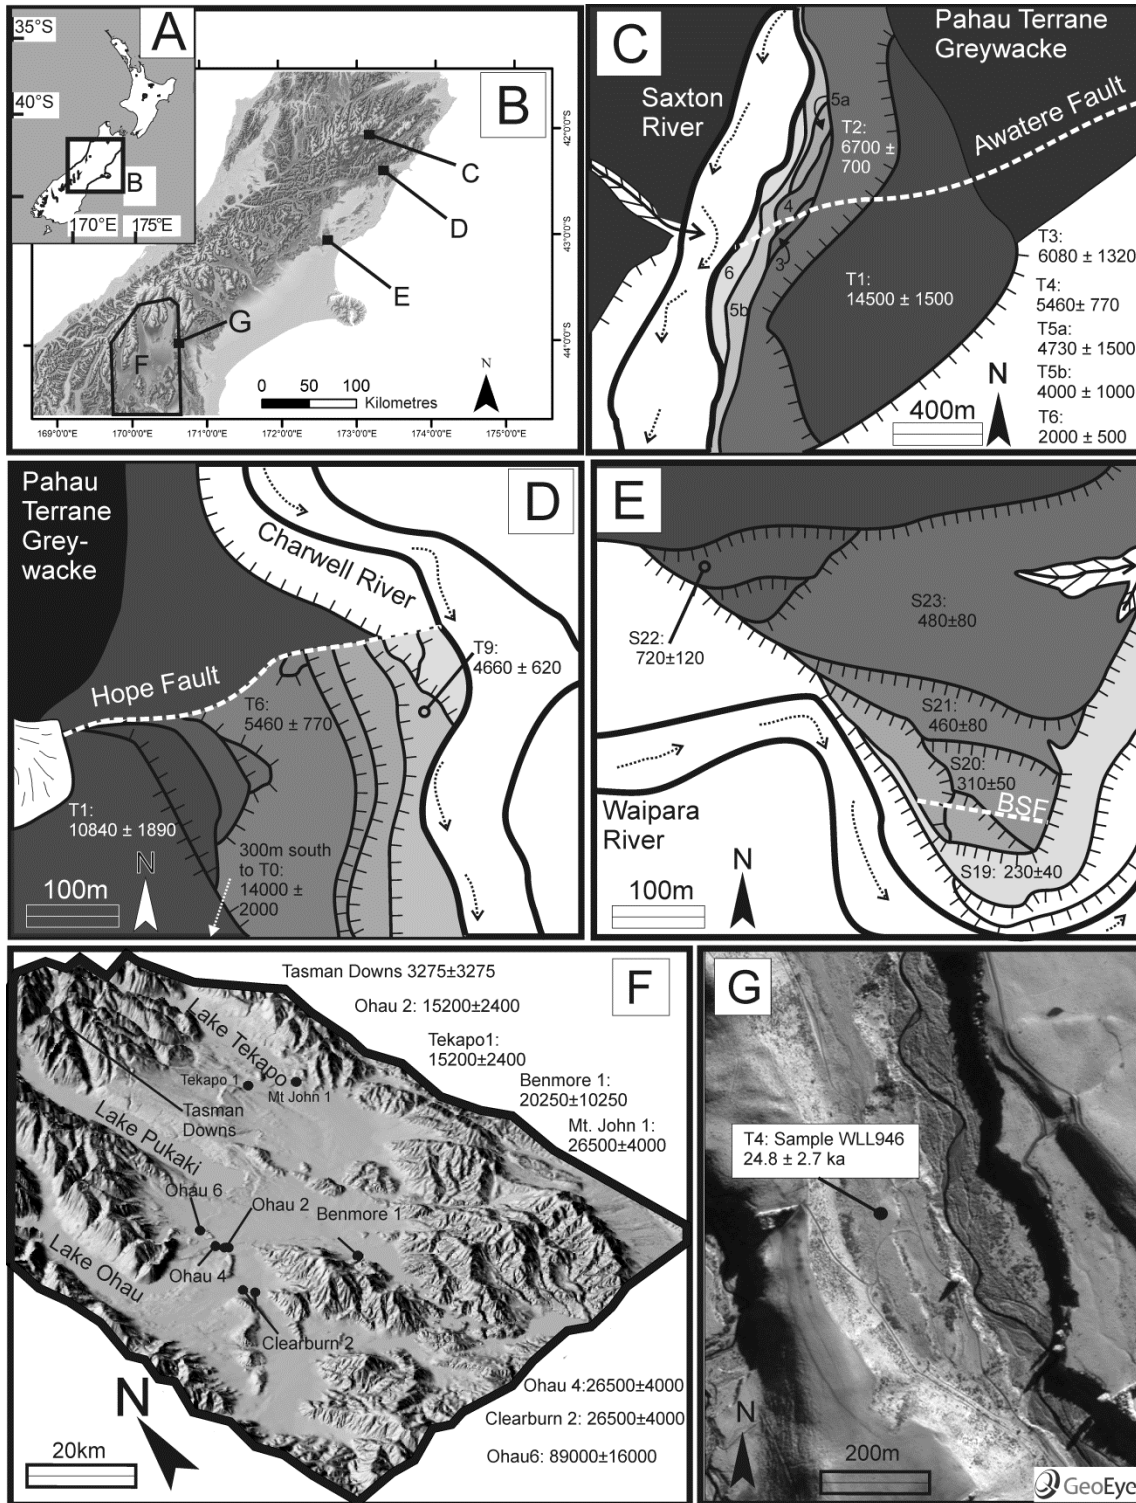 A
35°S
40°S
B
170°E
175°E
B
C
D
E
G
F
N
0
50
100
Kilometres
42°0'0"S
43°0'0"S
44°0'0"S
169°0'0"E
170°0'0"E
171°0'0"E
172°0'0"E
173°0'0"E
174°0'0"E
175°0'0"E
C
Pahau Terrane
Greywacke
Saxton
River
Awatere Fault
5a
T2:
6700 ±
700
4
3
6
5b
T1:
14500 ± 1500
T3:
6080 ± 1320
T4:
5460± 770
T5a:
4730 ± 1500
T5b:
4000 ± 1000
T6:
2000 ± 500
N
400m
Pahau
Terrane
Grey-
wacke
D
Charwell River
Hope Fault
T9:
4660 ± 620
T6:
5460 ± 770
T1:
10840 ± 1890
N
300m south
to T0:
14000 ±
2000
100m
E
S23:
480±80
S22:
720±120
S21:
460±80
S20:
310±50
BSF
S19: 230±40
Waipara
River
N
100m
F
Tasman Downs 3275±3275
Ohau 2: 15200±2400
Tekapo1:
15200±2400
Benmore 1:
20250±10250
Mt. John 1:
26500±4000
Lake Tekapo
Tekapo 1
Mt John 1
Tasman
Downs
Lake Pukaki
Ohau 6
Ohau 2
Benmore 1
Ohau 4
Lake Ohau
Clearburn 2
Ohau 4:26500±4000
Clearburn 2: 26500±4000
Ohau6: 89000±16000
N
20km
G
T4: Sample WLL946
24.8 ± 2.7 ka
N
200m
GeoEye